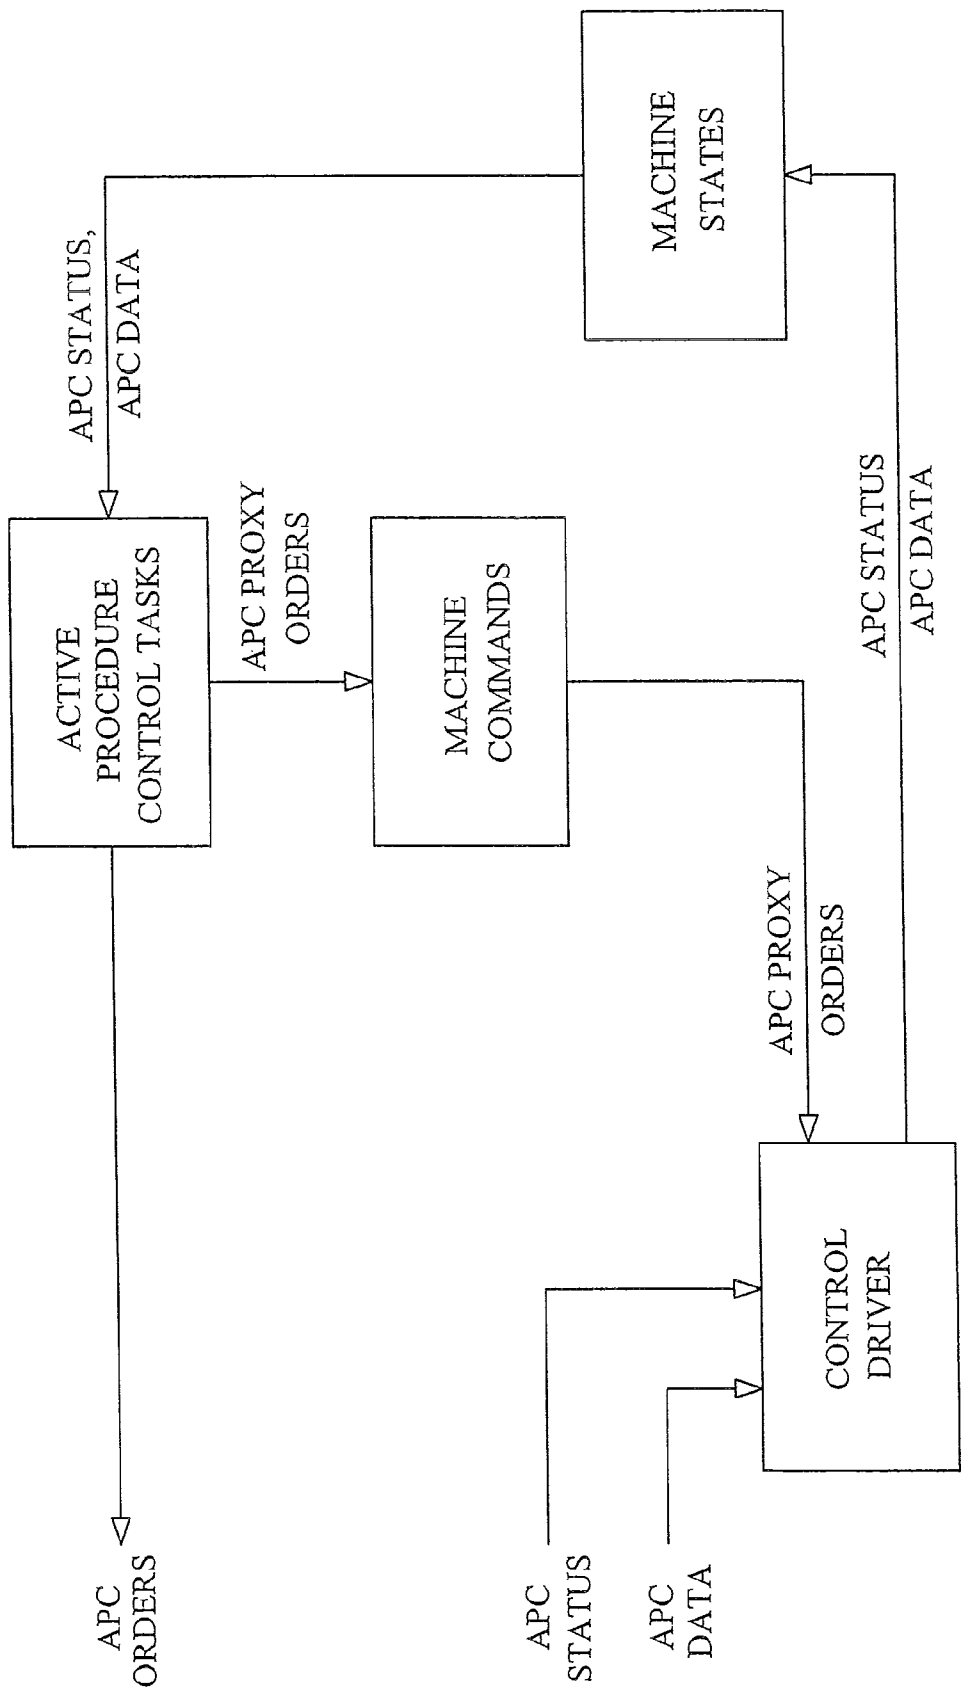 APC
ORDERS
ACTIVE
PROCEDURE
CONTROL TASKS
APC STATUS,
APC DATA
APC PROXY
ORDERS
MACHINE
COMMANDS
MACHINE
STATES
APC
STATUS
APC
DATA
APC PROXY
ORDERS
CONTROL
DRIVER
APC STATUS
APC DATA